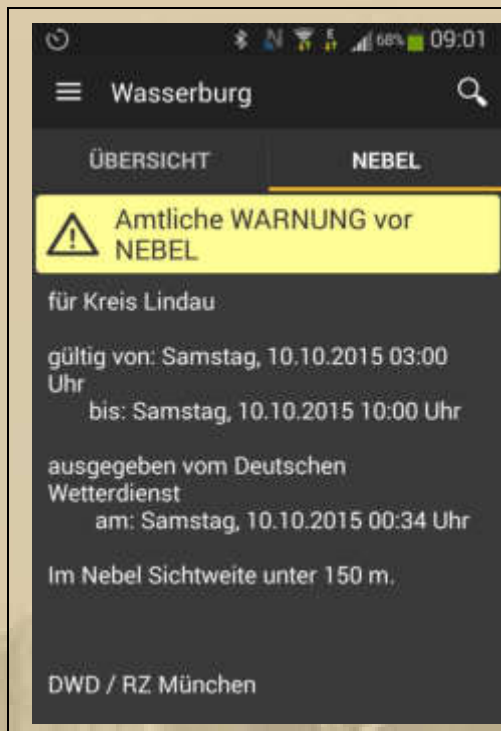 68% 09:01
Wasserburg
ÜBERSICHT NEBEL
Amtliche WARNUNG vor
NEBEL
für Kreis Lindau
gültig von: Samstag, 10.10.2015 03:00
Uhr
bis: Samstag, 10.10.2015 10:00 Uhr
ausgegeben vom Deutschen
Wetterdienst
am: Samstag, 10.10.2015 00:34 Uhr
Im Nebel Sichtweite unter 150 m.
DWD / RZ München